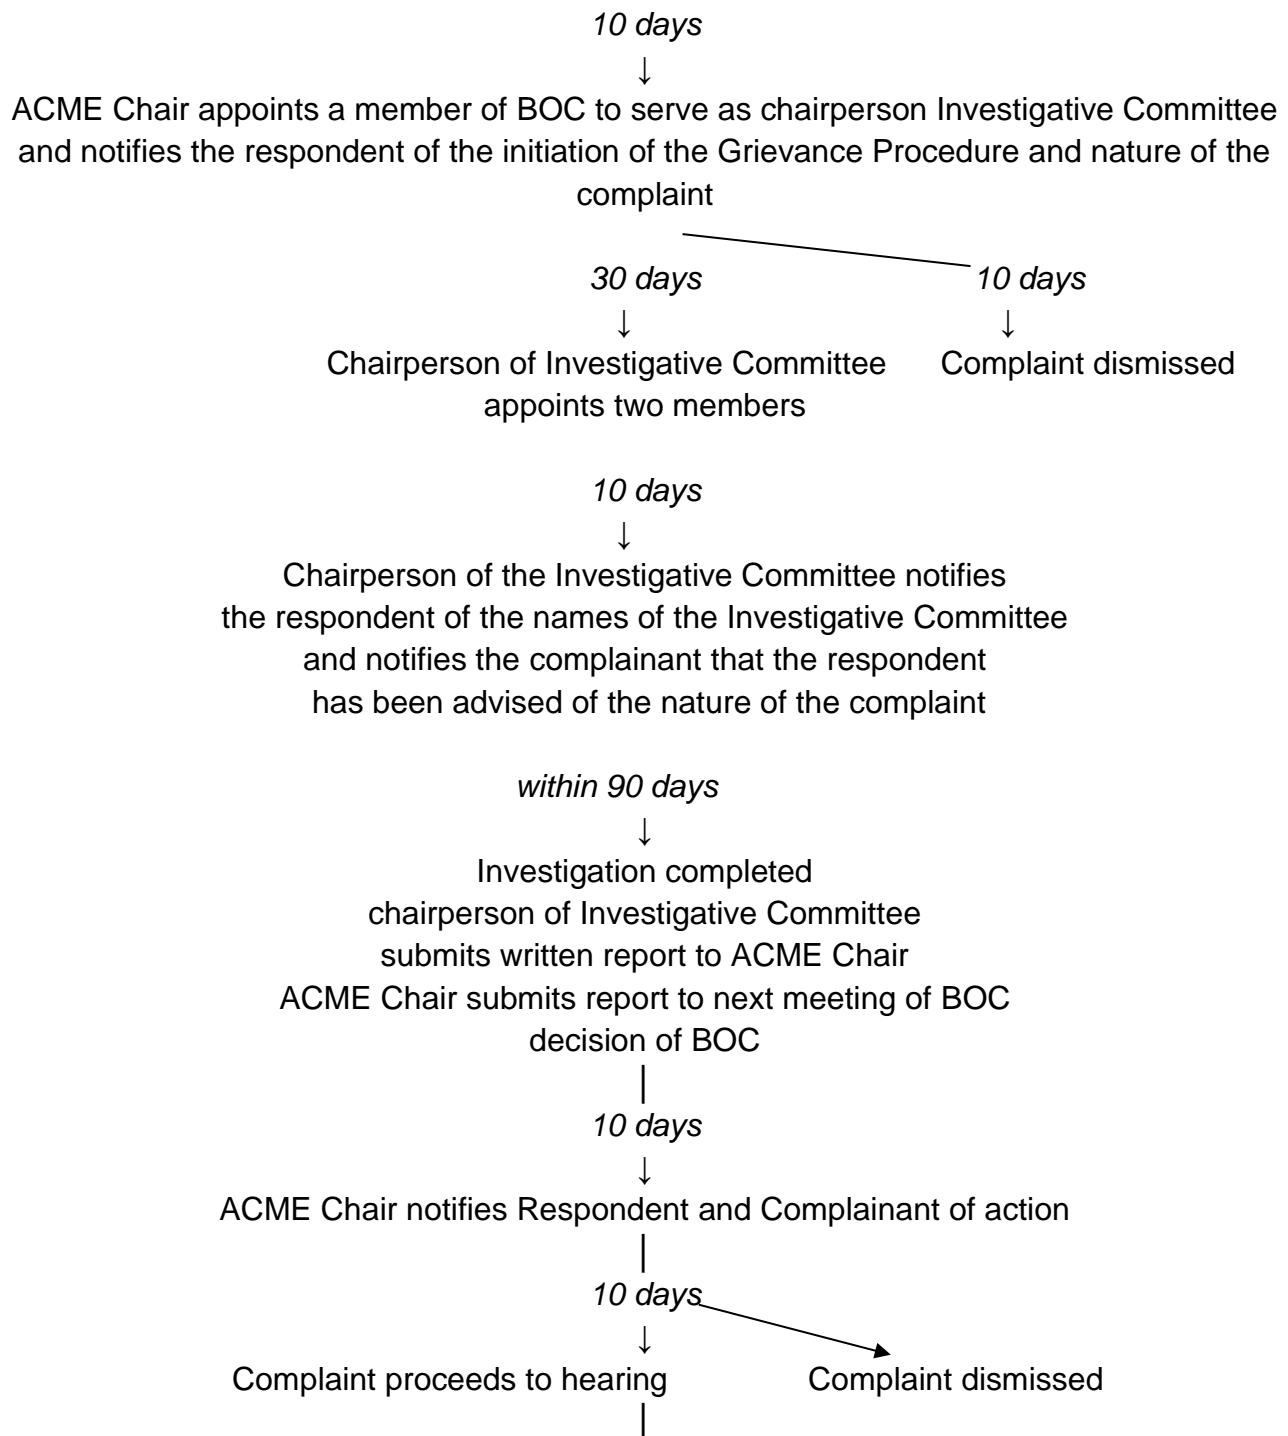 10 days
↓
ACME Chair appoints a member of BOC to serve as chairperson Investigative Committee
and notifies the respondent of the initiation of the Grievance Procedure and nature of the
complaint
30 days 10 days
↓ ↓
Chairperson of Investigative Committee Complaint dismissed
appoints two members
10 days
↓
Chairperson of the Investigative Committee notifies
the respondent of the names of the Investigative Committee
and notifies the complainant that the respondent
has been advised of the nature of the complaint
within 90 days
↓
Investigation completed
chairperson of Investigative Committee
submits written report to ACME Chair
ACME Chair submits report to next meeting of BOC
decision of BOC
|
10 days
↓
ACME Chair notifies Respondent and Complainant of action
|
10 days
↓
Complaint proceeds to hearing Complaint dismissed
|